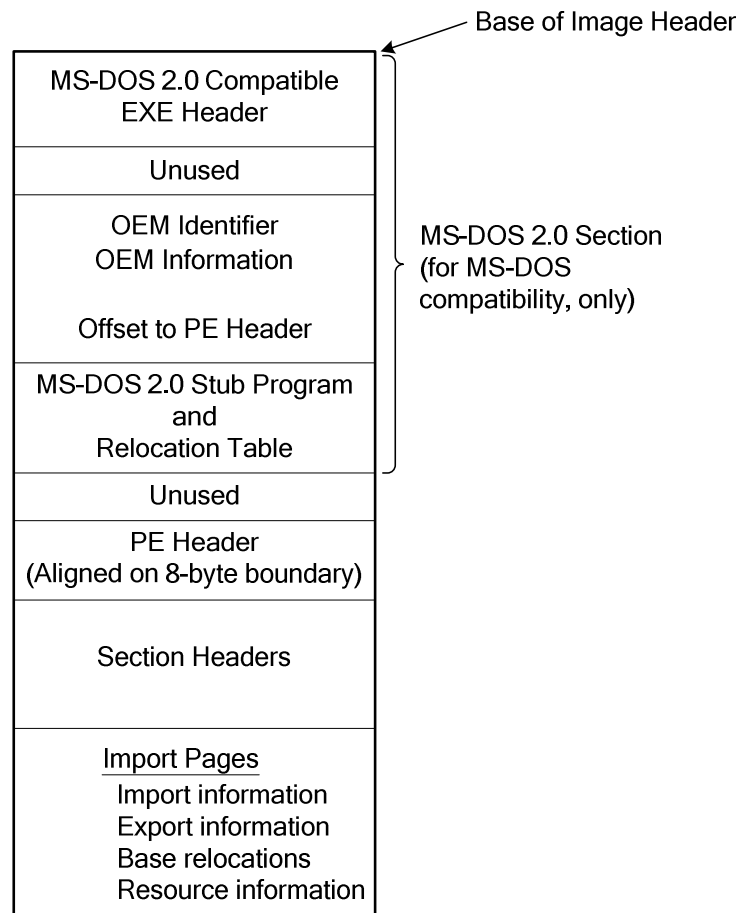 Base of Image Header
MS-DOS 2.0 Compatible
EXE Header
Unused
OEM Identifier
OEM Information
Offset to PE Header
MS-DOS 2.0 Section
(for MS-DOS
compatibility, only)
MS-DOS 2.0 Stub Program
and
Relocation Table
Unused
PE Header
(Aligned on 8-byte boundary)
Section Headers
Import Pages
Import information
Export information
Base relocations
Resource information